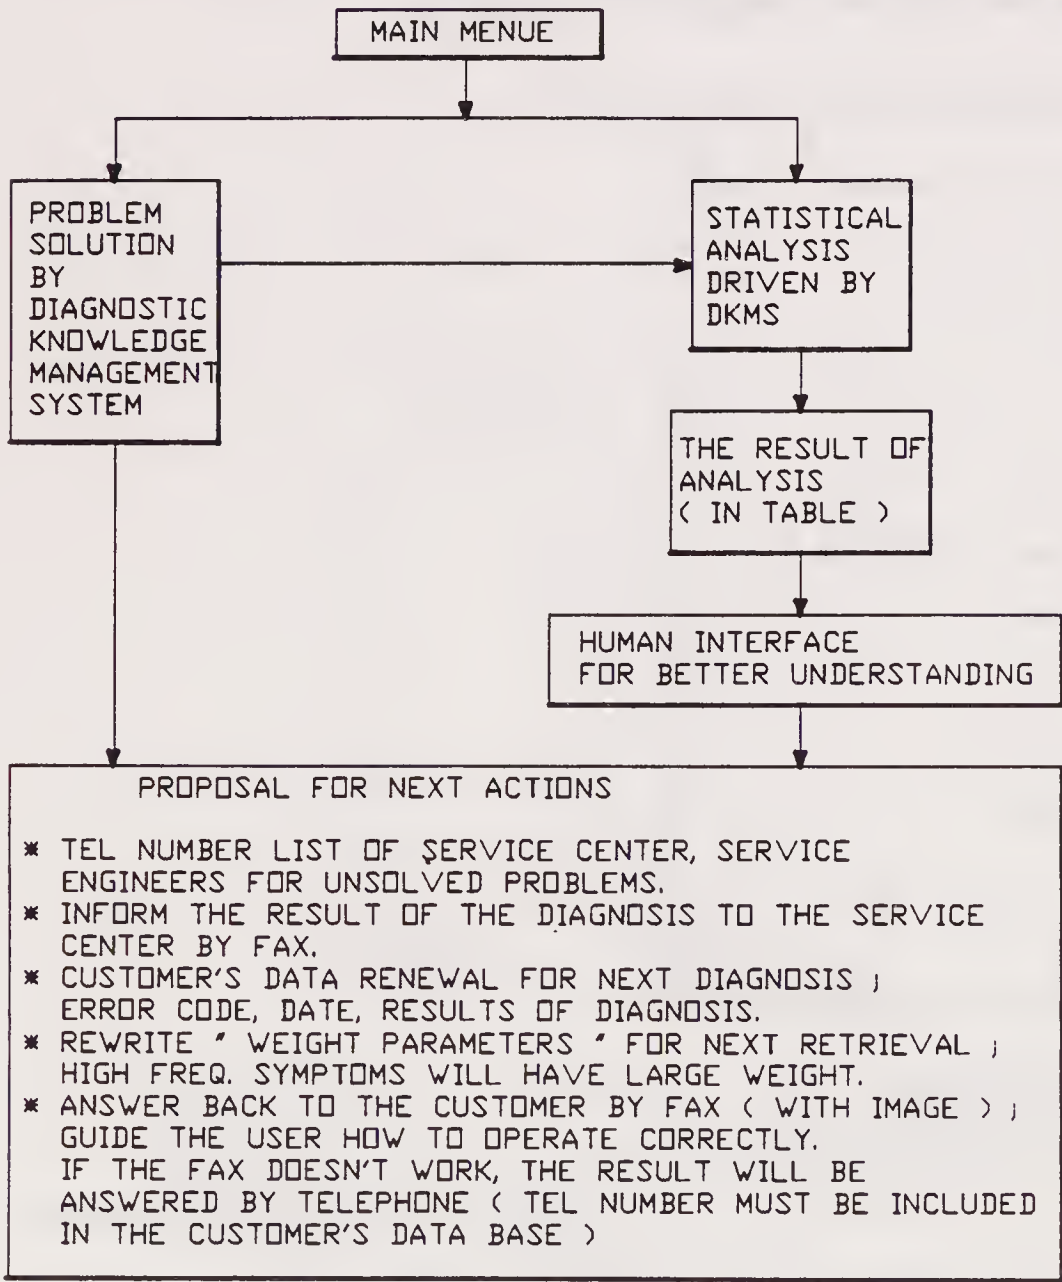 MAIN MENUE
PROBLEM
SOLUTION
BY
DIAGNOSTIC
KNOWLEDGE
MANAGEMENT
SYSTEM
STATISTICAL
ANALYSIS
DRIVEN BY
DKMS
THE RESULT OF
ANALYSIS
( IN TABLE )
HUMAN INTERFACE
FOR BETTER UNDERSTANDING
PROPOSAL FOR NEXT ACTIONS
* TEL NUMBER LIST OF SERVICE CENTER, SERVICE
ENGINEERS FOR UNSOLVED PROBLEMS.
* INFORM THE RESULT OF THE DIAGNOSIS TO THE SERVICE
CENTER BY FAX.
* CUSTOMER'S DATA RENEWAL FOR NEXT DIAGNOSIS ;
ERROR CODE, DATE, RESULTS OF DIAGNOSIS.
* REWRITE " WEIGHT PARAMETERS " FOR NEXT RETRIEVAL ;
HIGH FREQ. SYMPTOMS WILL HAVE LARGE WEIGHT.
* ANSWER BACK TO THE CUSTOMER BY FAX ( WITH IMAGE ) ;
GUIDE THE USER HOW TO OPERATE CORRECTLY.
IF THE FAX DOESN'T WORK, THE RESULT WILL BE
ANSWERED BY TELEPHONE ( TEL NUMBER MUST BE INCLUDED
IN THE CUSTOMER'S DATA BASE )